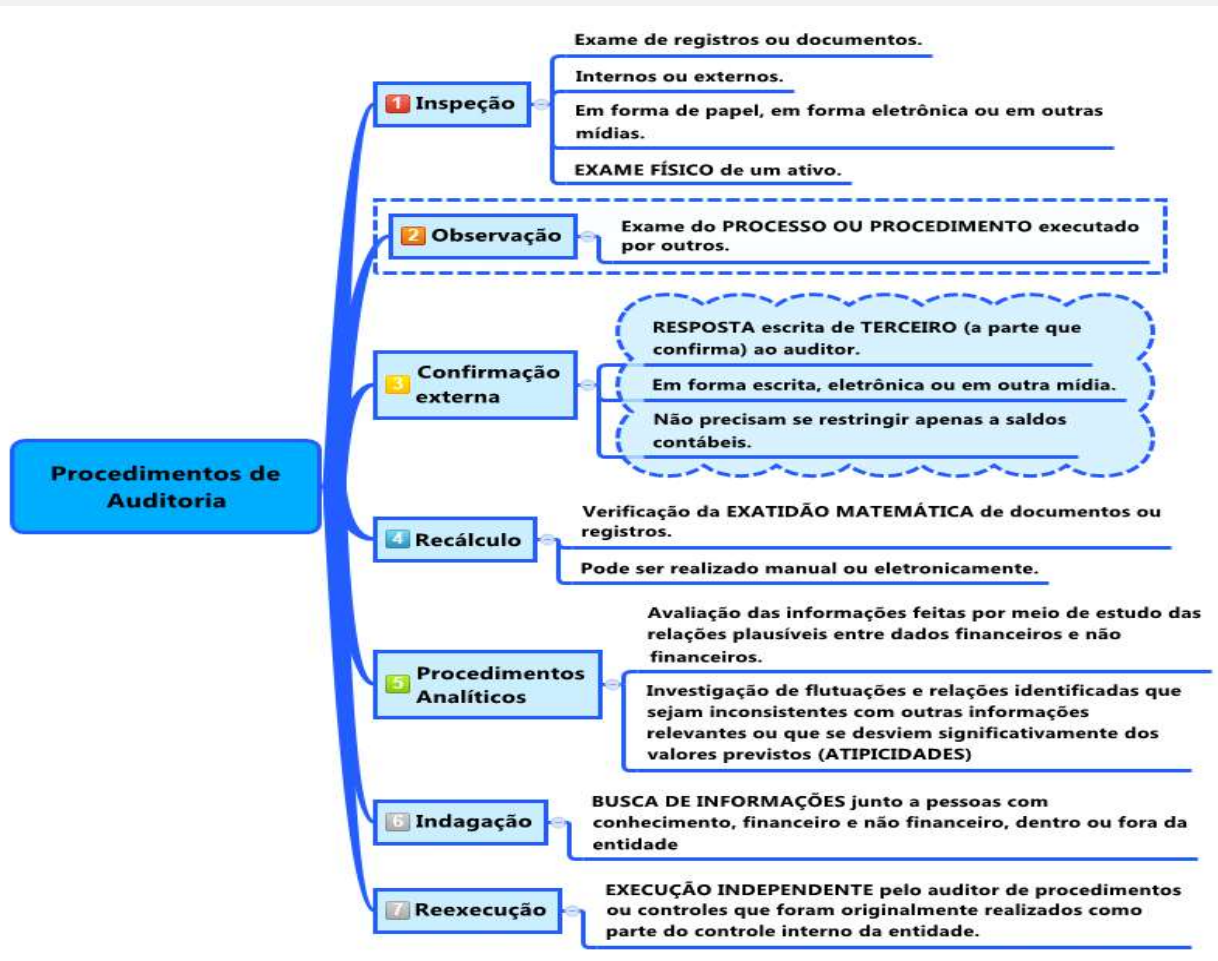 Procedimentos de
Auditoria
1 Inspeção
Exame de registros ou documentos.
Internos ou externos.
Em forma de papel, em forma eletrônica ou em outras
mídias.
EXAME FÍSICO de um ativo.
2 Observação
Exame do PROCESSO OU PROCEDIMENTO executado
por outros.
3 Confirmação
externa
RESPOSTA escrita de TERCEIRO (a parte que
confirma) ao auditor.
Em forma escrita, eletrônica ou em outra mídia.
Não precisam se restringir apenas a saldos
contábeis.
4 Recálculo
Verificação da EXATIDÃO MATEMÁTICA de documentos ou
registros.
Pode ser realizado manual ou eletronicamente.
5 Procedimentos
Analíticos
Avaliação das informações feitas por meio de estudo das
relações plausíveis entre dados financeiros e não
financeiros.
Investigação de flutuações e relações identificadas que
sejam inconsistentes com outras informações
relevantes ou que se desviem significativamente dos
valores previstos (ATIPICIDADES)
6 Indagação
BUSCA DE INFORMAÇÕES junto a pessoas com
conhecimento, financeiro e não financeiro, dentro ou fora da
entidade
7 Reexecução
EXECUÇÃO INDEPENDENTE pelo auditor de procedimentos
ou controles que foram originalmente realizados como
parte do controle interno da entidade.